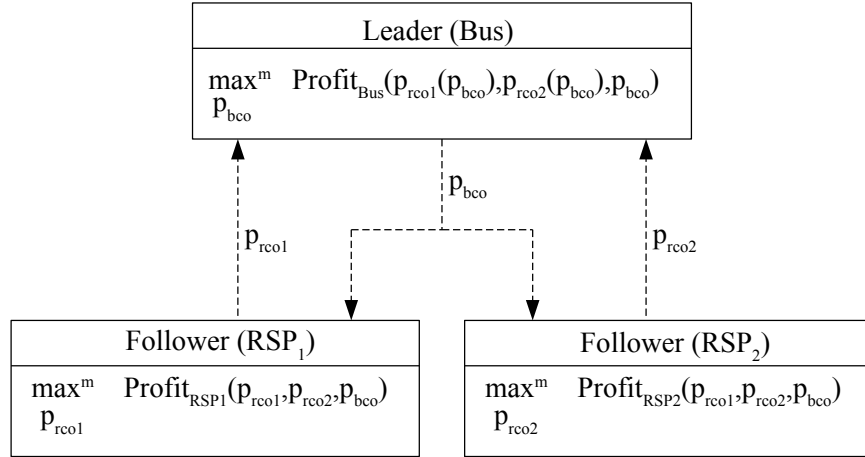 Leader (Bus)
max^m Profit_Bus(p_rco1(p_bco),p_rco2(p_bco),p_bco)
p_bco
p_bco
p_rco1
p_rco2
Follower (RSP_1)
max^m Profit_RSP1(p_rco1,p_rco2,p_bco)
p_rco1
Follower (RSP_2)
max^m Profit_RSP2(p_rco1,p_rco2,p_bco)
p_rco2